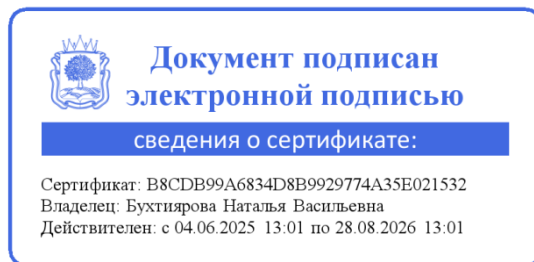 Документ подписан
электронной подписью
сведения о сертификате:
Сертификат: B8CDB99A6834D8B9929774A35E021532
Владелец: Бухтиярова Наталья Васильевна
Действителен: с 04.06.2025 13:01 по 28.08.2026 13:01